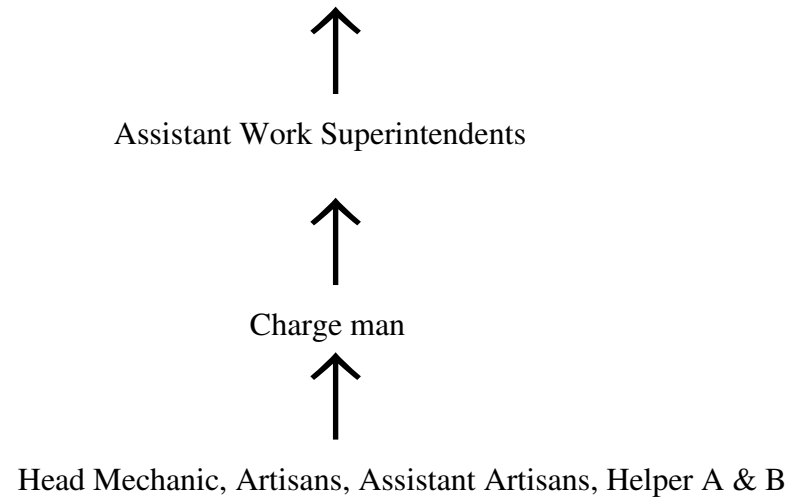 Assistant Work Superintendents
Charge man
Head Mechanic, Artisans, Assistant Artisans, Helper A & B